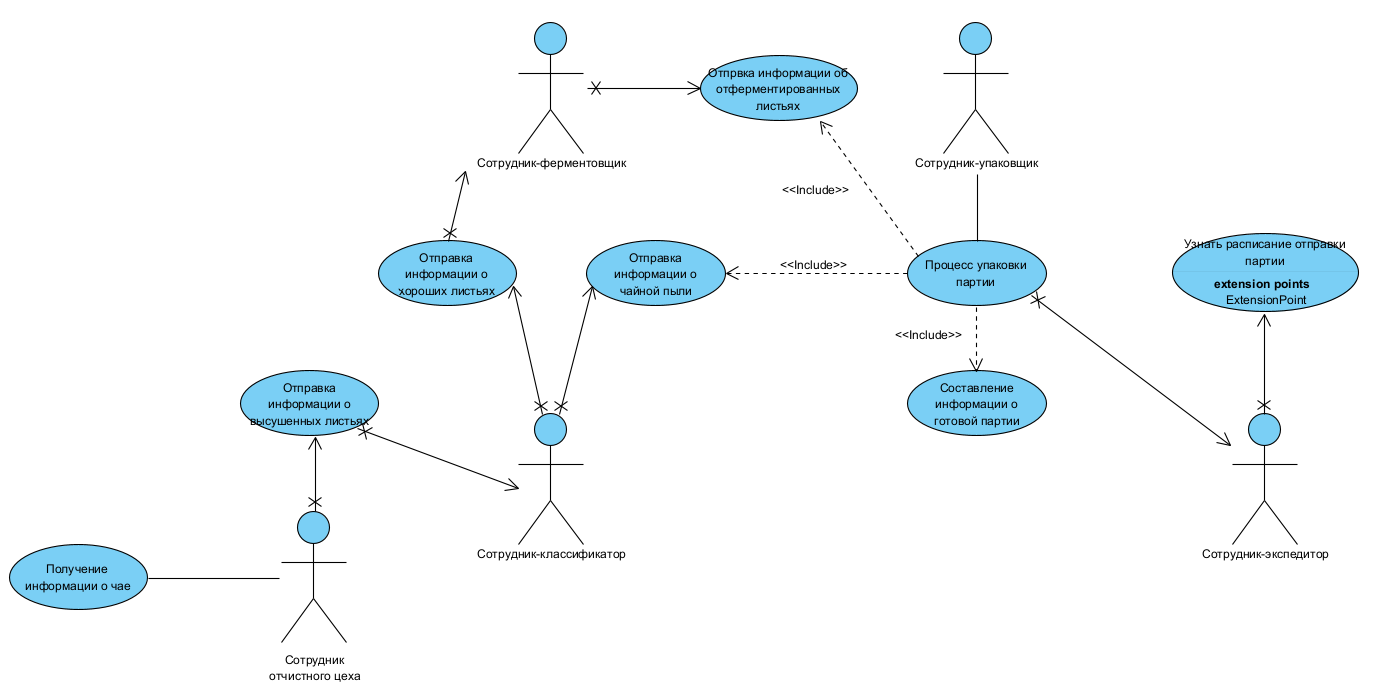 Отпрвка информации об
отферментированных
листьях
Сотрудник-ферментовщик
Сотрудник-упаковщик
<<Include>>
Отправка
информации о
хороших листьях
Отправка
информации о
чайной пыли
<<Include>>
Процесс упаковки
партии
Узнать расписание отправки
партии
extension points
ExtensionPoint
<<Include>>
Отправка
информации о
высушенных листьях
Составление
информации о
готовой партии
Сотрудник-классификатор
Сотрудник-экспедитор
Получение
информации о чае
Сотрудник
отчистного цеха